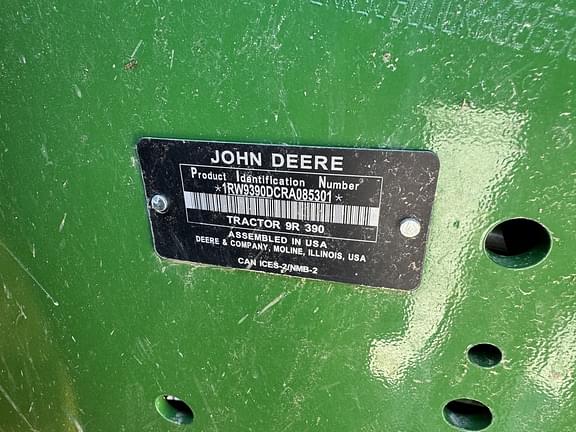 JOHN DEERE
Product Identification Number
*1RW9390DCRA085301*
TRACTOR 9R 390
ASSEMBLED IN USA
DEERE & COMPANY, MOLINE, ILLINOIS, USA
CAN ICES-2/NMB-2